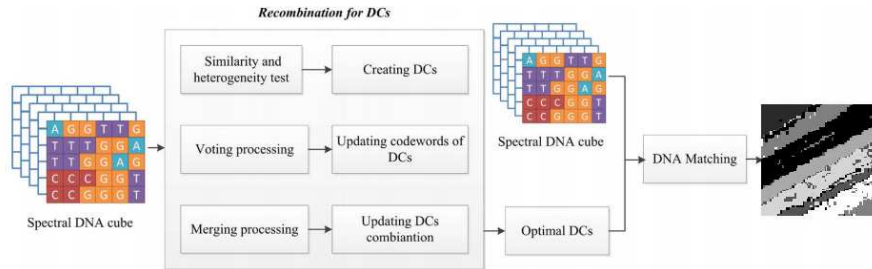 Recombination for DCs
Similarity and
heterogeneity test
Creating DCs
Voting processing
Updating codewords of
DCs
Merging processing
Updating DCs
combiantion
A G G T T G
T T T G G A
T T G G A G
C C C G G T
C C G G G T
Spectral DNA cube
A G G T T G
T T T G G A
T T G G A G
C C C G G T
C C G G G T
Spectral DNA cube
Optimal DCs
DNA Matching